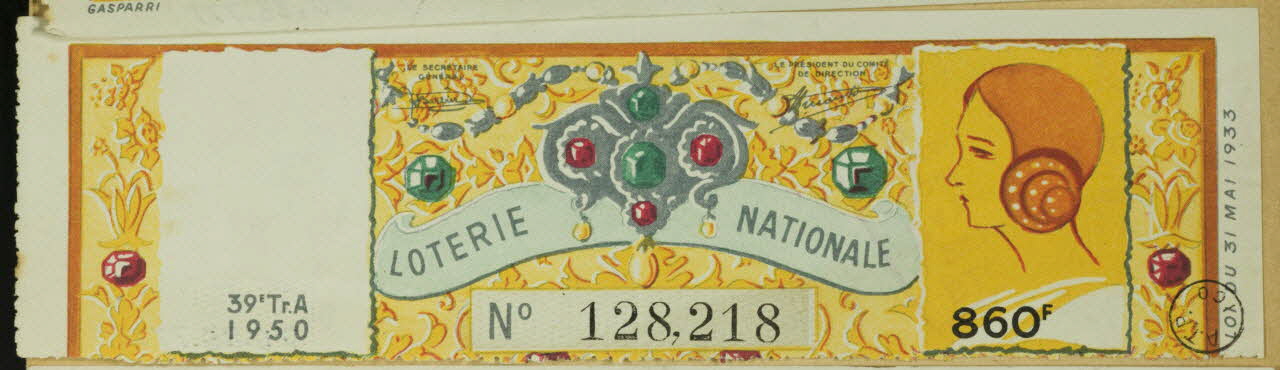 GASPARRI
LE SECRÉTAIRE
GÉNÉRAL
LE PRÉSIDENT DU COMITÉ
DE DIRECTION
LOTERIE NATIONALE
39E Tr. A
1950
No 128,218
860F
LOI DU 31 MAI 1933